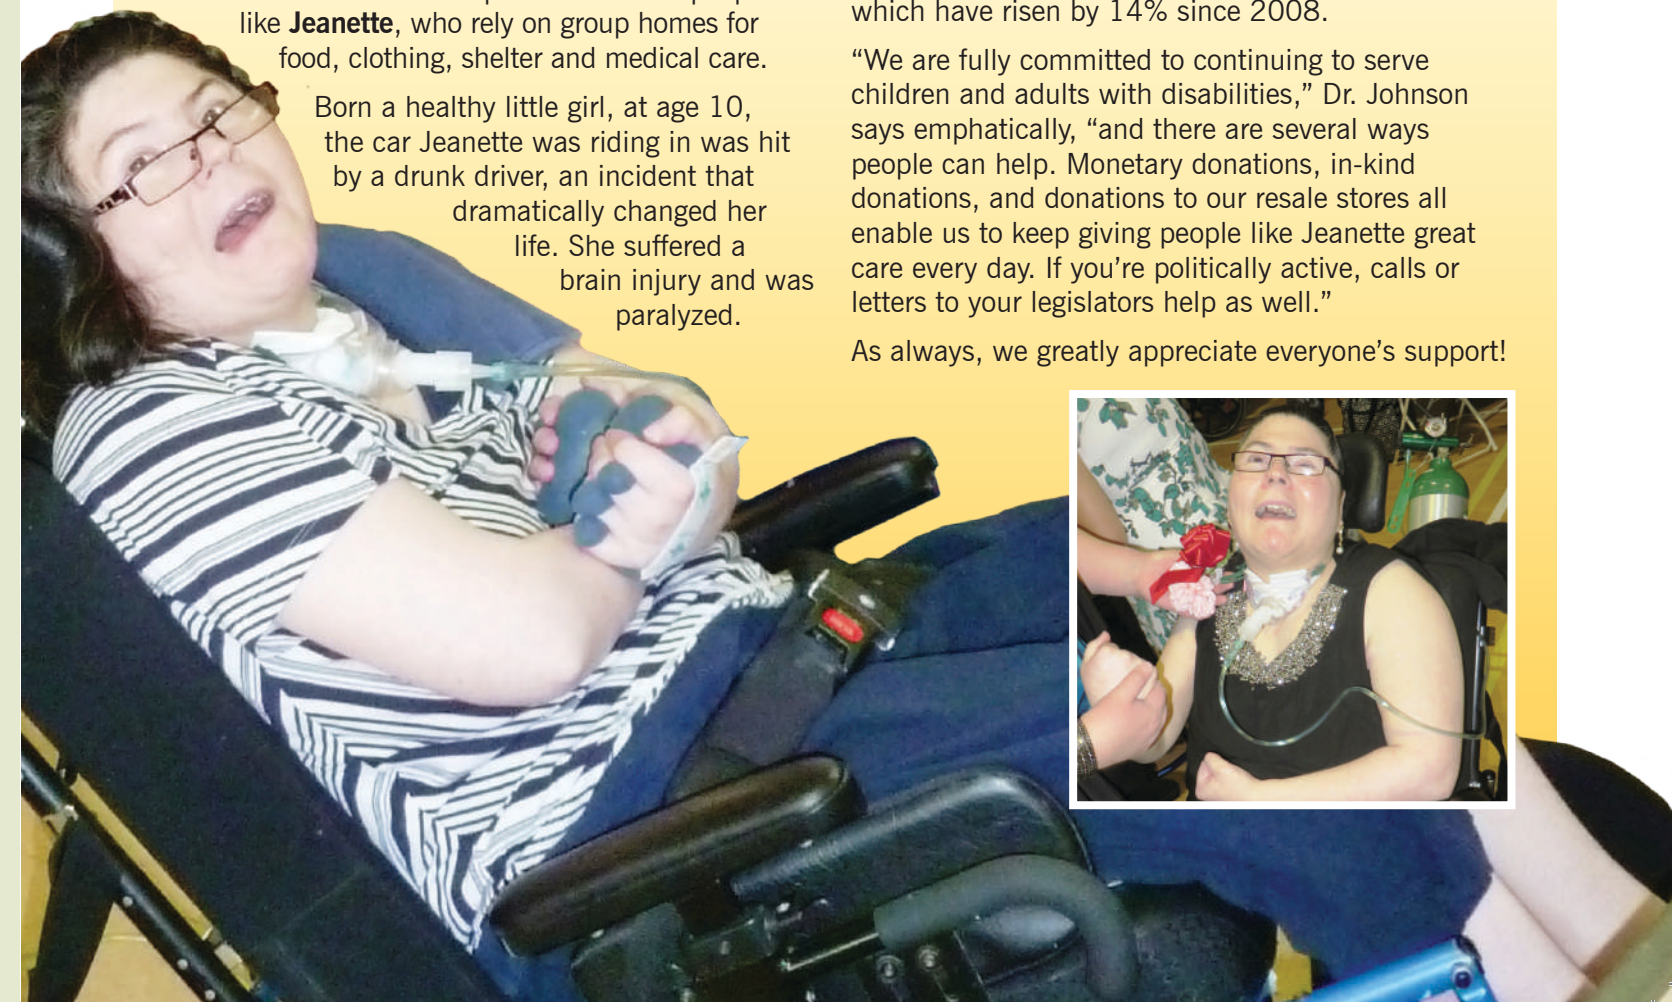 like Jeanette, who rely on group homes for
food, clothing, shelter and medical care.
Born a healthy little girl, at age 10,
the car Jeanette was riding in was hit
by a drunk driver, an incident that
dramatically changed her
life. She suffered a
brain injury and was
paralyzed.
which have risen by 14% since 2008.
“We are fully committed to continuing to serve
children and adults with disabilities,” Dr. Johnson
says emphatically, “and there are several ways
people can help. Monetary donations, in-kind
donations, and donations to our resale stores all
enable us to keep giving people like Jeanette great
care every day. If you’re politically active, calls or
letters to your legislators help as well.”
As always, we greatly appreciate everyone’s support!